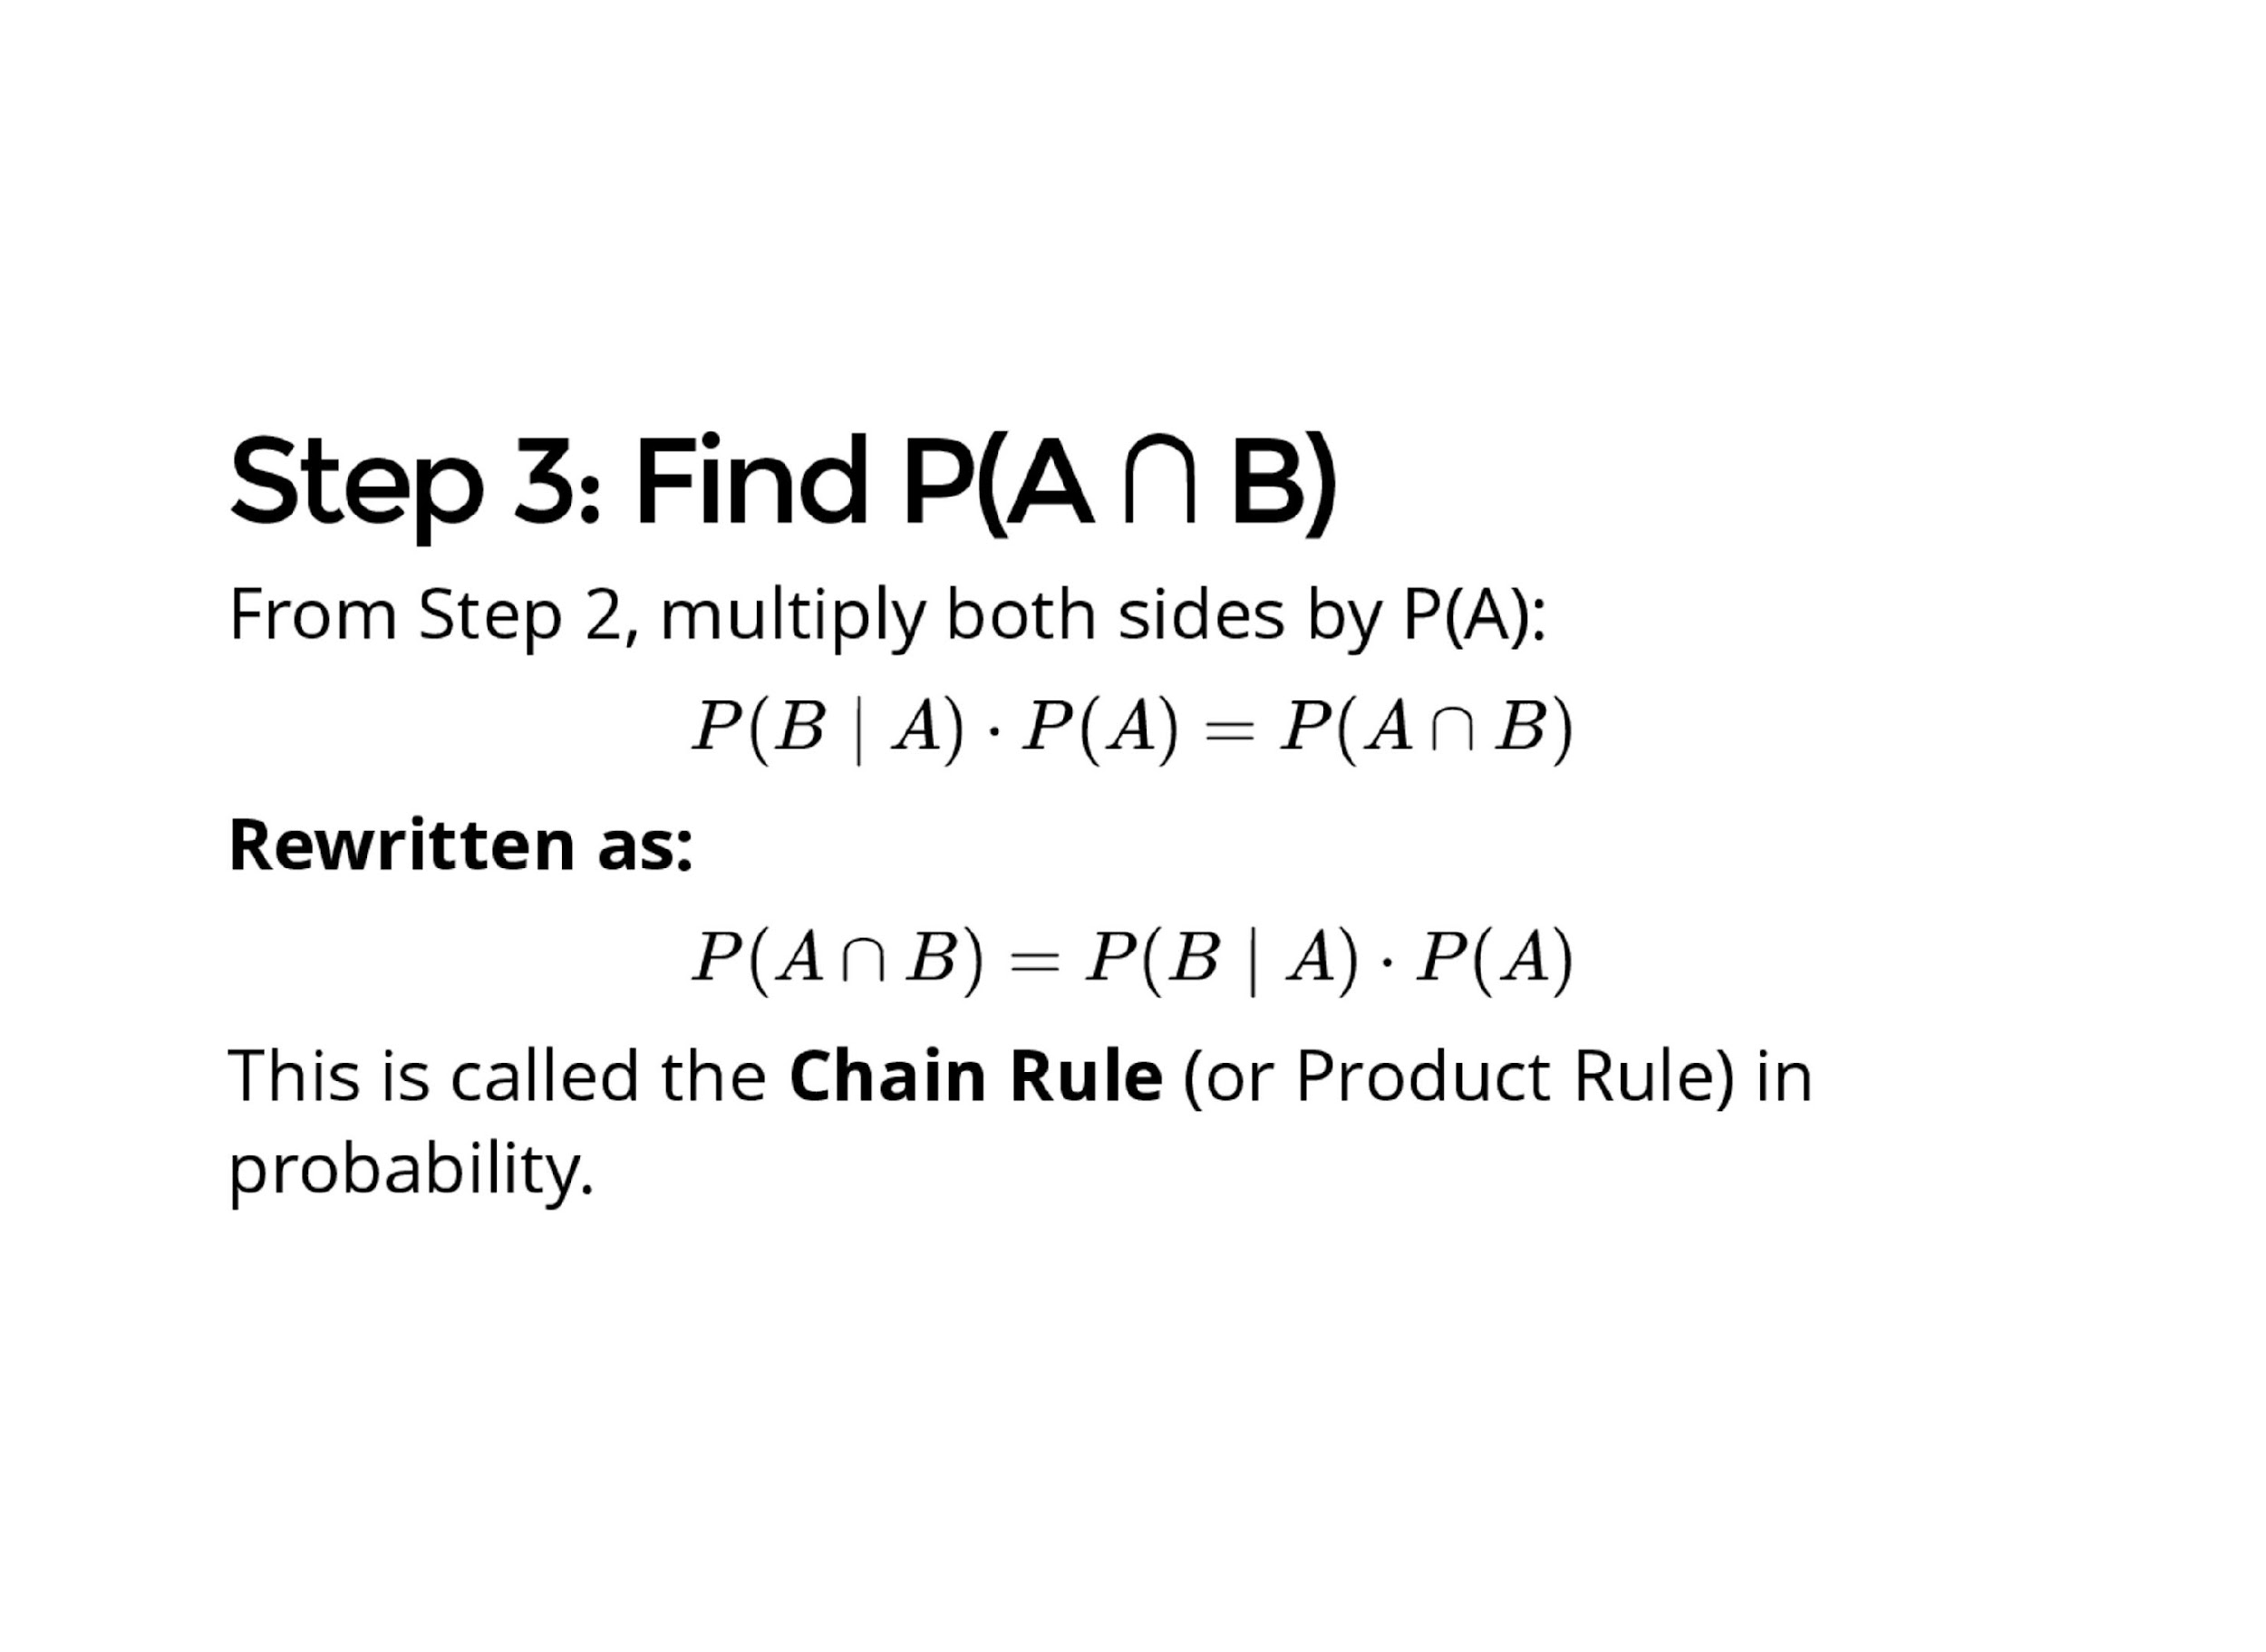 Step 3: Find P(A ∩ B)
From Step 2, multiply both sides by P(A):
P(B | A) · P(A) = P(A ∩ B)
Rewritten as:
P(A ∩ B) = P(B | A) · P(A)
This is called the Chain Rule (or Product Rule) in
probability.